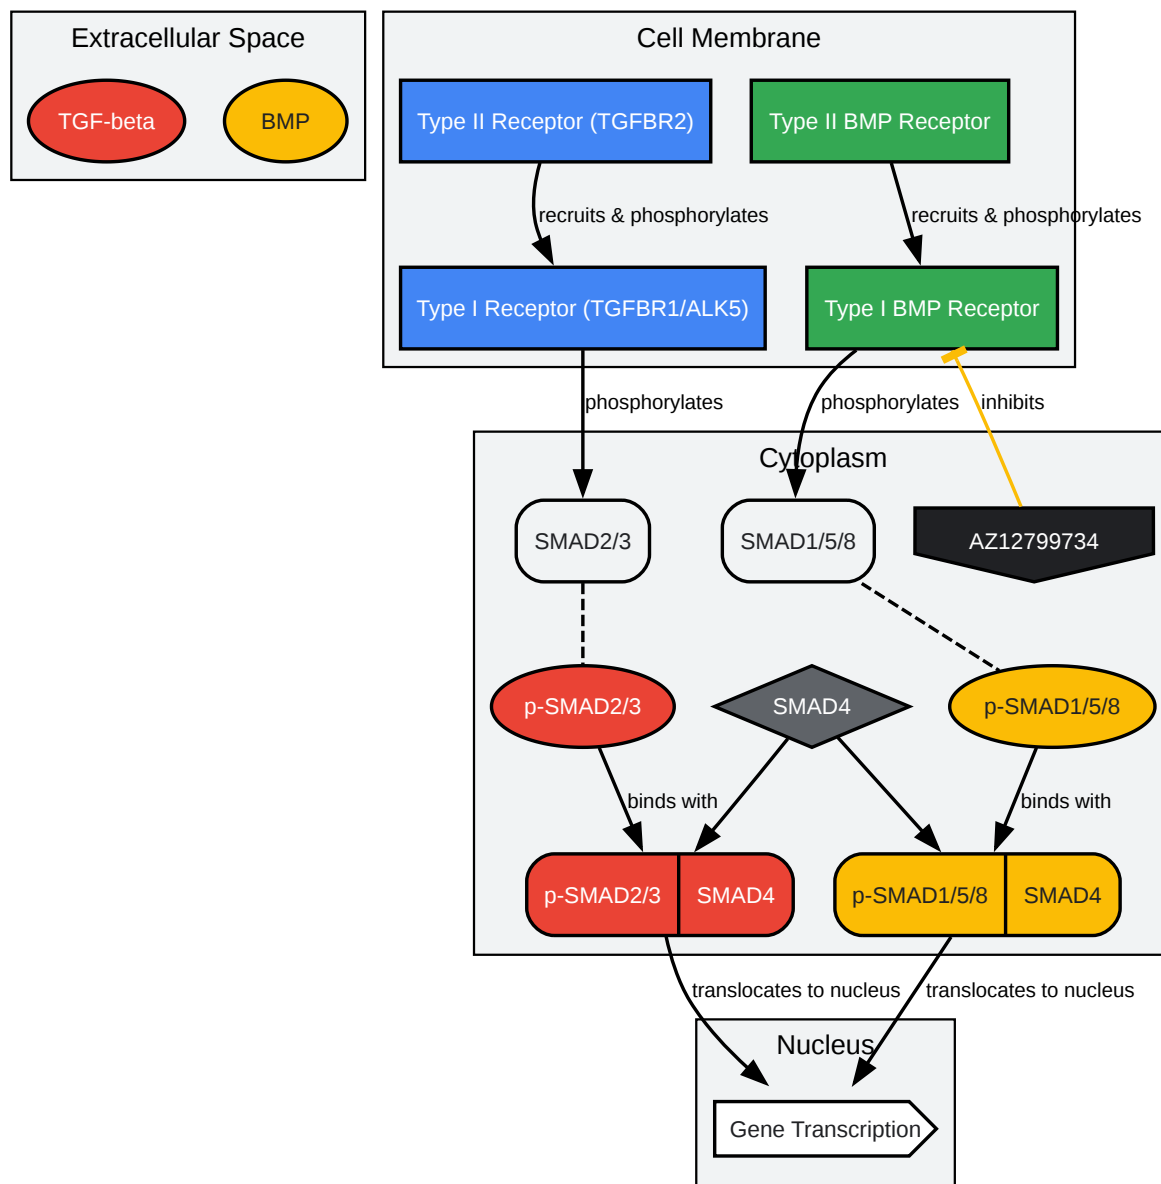 Extracellular Space
Cell Membrane
TGF-beta
BMP
Type II Receptor (TGFBR2)
Type II BMP Receptor
recruits & phosphorylates
recruits & phosphorylates
Type I Receptor (TGFBR1/ALK5)
Type I BMP Receptor
phosphorylates
phosphorylates
inhibits
Cytoplasm
SMAD2/3
SMAD1/5/8
AZ12799734
p-SMAD2/3
SMAD4
p-SMAD1/5/8
binds with
binds with
p-SMAD2/3
SMAD4
p-SMAD1/5/8
SMAD4
translocates to nucleus
translocates to nucleus
Nucleus
Gene Transcription